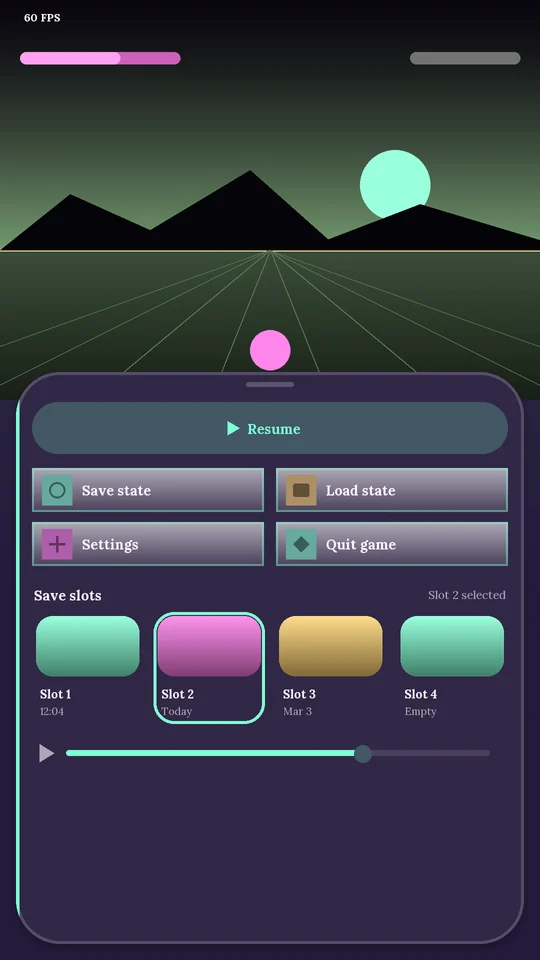 60 FPS
Resume
Save state
Load state
Settings
Quit game
Save slots
Slot 2 selected
Slot 1
12:04
Slot 2
Today
Slot 3
Mar 3
Slot 4
Empty